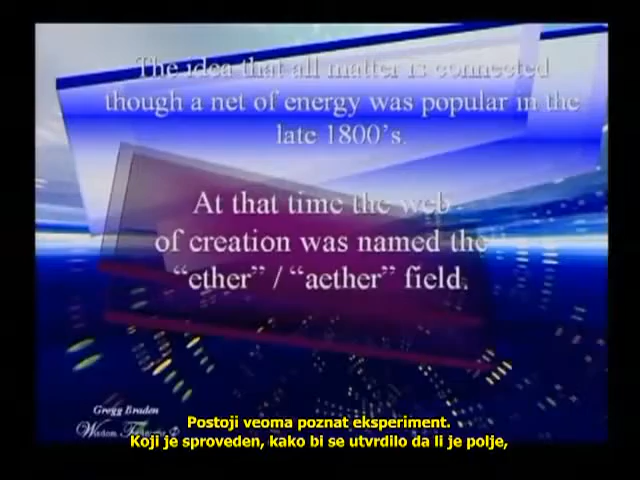 The idea that all matter is connected
though a net of energy was popular in the
late 1800's.
At that time the web
of creation was named the
“ether” / “aether” field.
Gregg Braden
Wisdom
Postoji veoma poznat eksperiment.
Koji je sproveden, kako bi se utvrdilo da li je polje,